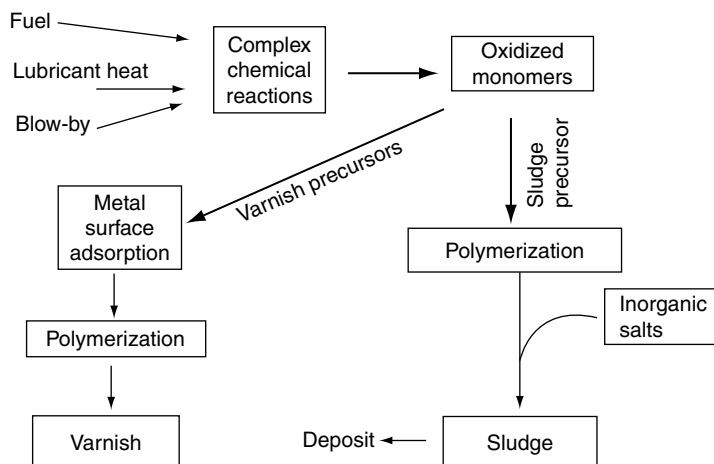 Fuel
Lubricant heat
Blow-by
Complex
chemical
reactions
Oxidized
monomers
Varnish precursors
Sludge
precursor
Metal
surface
adsorption
Polymerization
Polymerization
Inorganic
salts
Varnish
Deposit
Sludge